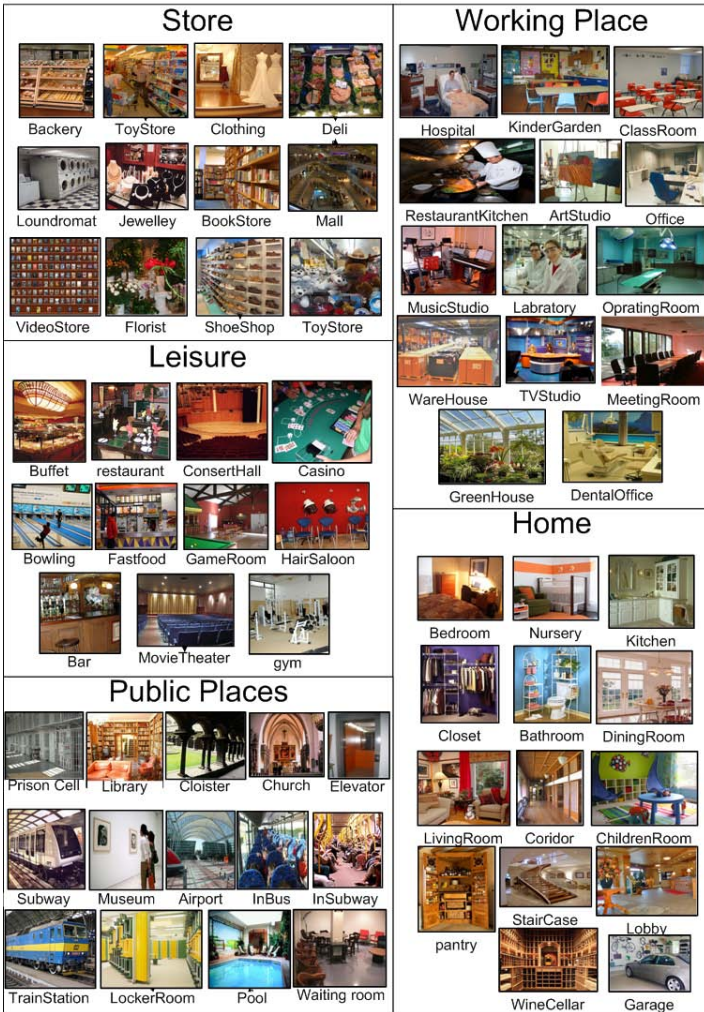 Store
Backery ToyStore Clothing Deli
Loundromat Jewelley BookStore Mall
VideoStore Florist ShoeShop ToyStore
Leisure
Buffet restaurant ConsertHall Casino
Bowling Fastfood GameRoom HairSaloon
Bar MovieTheater gym
Public Places
Prison Cell Library Cloister Church Elevator
Subway Museum Airport InBus InSubway
TrainStation LockerRoom Pool Waiting room
Working Place
Hospital KinderGarden ClassRoom
RestaurantKitchen ArtStudio Office
MusicStudio Labratory OpratingRoom
WareHouse TVStudio MeetingRoom
GreenHouse DentalOffice
Home
Bedroom Nursery Kitchen
Closet Bathroom DiningRoom
LivingRoom Coridor ChildrenRoom
pantry StairCase Lobby
WineCellar Garage